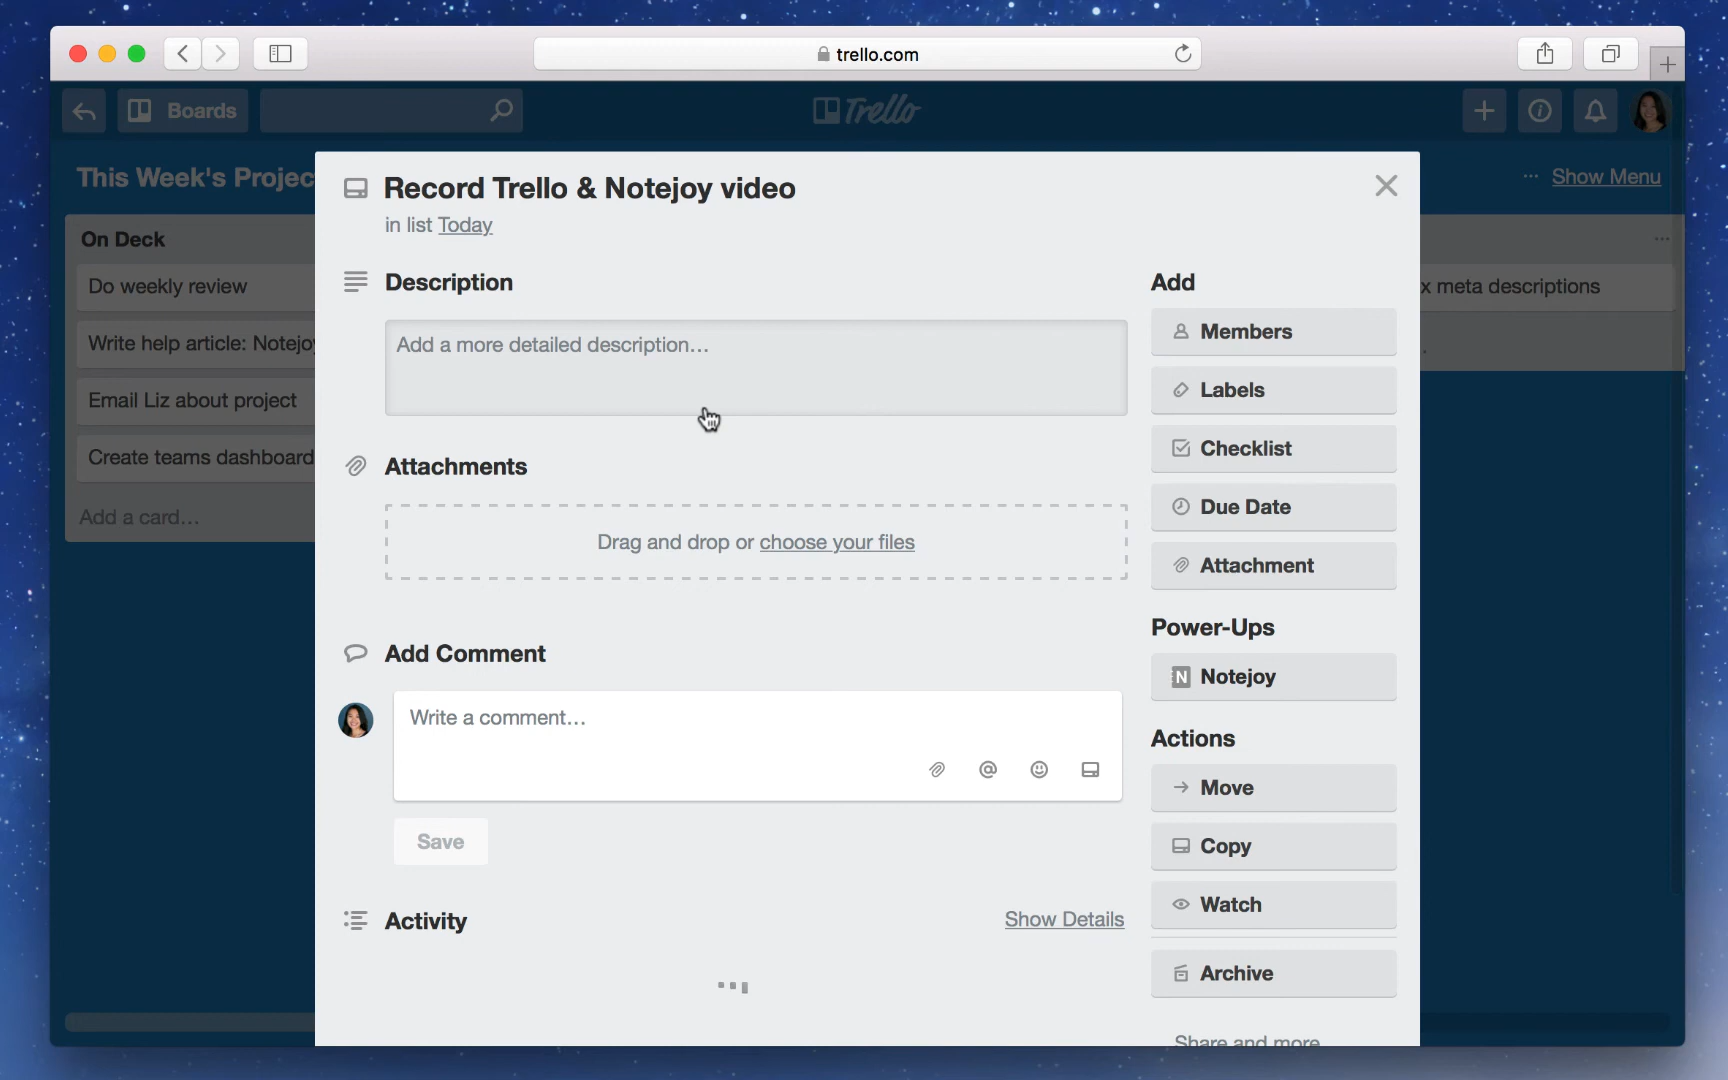 trello.com
Boards
Trello
This Week's Projec
Show Menu
Record Trello & Notejoy video
in list Today
On Deck
Do weekly review
Write help article: Notejoy
Email Liz about project
Create teams dashboard
Add a card…
x meta descriptions
Description
Add a more detailed description…
Attachments
Drag and drop or choose your files
Add Comment
Write a comment…
Save
Activity
Show Details
Add
Members
Labels
Checklist
Due Date
Attachment
Power-Ups
N Notejoy
Actions
Move
Copy
Watch
Archive
Share and more